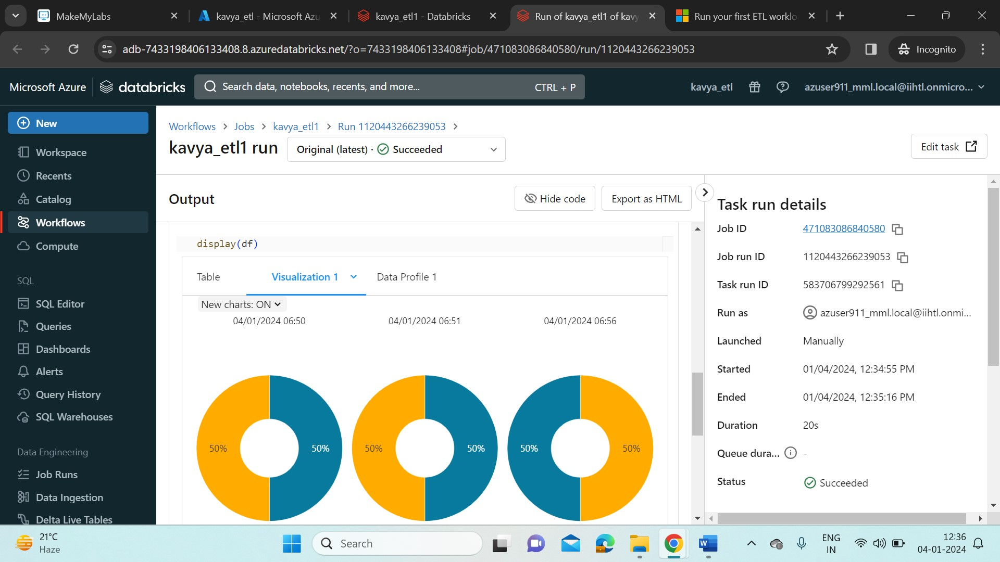 MakeMyLabs
kavya_etl - Microsoft Azu
kavya_etl1 - Databricks
Run of kavya_etl1 of kavy
Run your first ETL worklo
adb-7433198406133408.8.azuredatabricks.net/?o=7433198406133408#job/471083086840580/run/1120443266239053
Incognito
Microsoft Azure
databricks
Search data, notebooks, recents, and more...
CTRL + P
kavya_etl
azuser911_mml.local@iihtl.onmicro...
New
Workspace
Recents
Catalog
Workflows
Compute
SQL
SQL Editor
Queries
Dashboards
Alerts
Query History
SQL Warehouses
Data Engineering
Job Runs
Data Ingestion
Delta Live Tables
Workflows > Jobs > kavya_etl1 > Run 1120443266239053 >
kavya_etl1 run
Original (latest) · Succeeded
Edit task
Output
Hide code
Export as HTML
display(df)
Table
Visualization 1
Data Profile 1
New charts: ON
04/01/2024 06:50
04/01/2024 06:51
04/01/2024 06:56
50%
50%
50%
50%
50%
50%
Task run details
Job ID 471083086840580
Job run ID 1120443266239053
Task run ID 583706799292561
Run as azuser911_mml.local@iihtl.onmi...
Launched Manually
Started 01/04/2024, 12:34:55 PM
Ended 01/04/2024, 12:35:16 PM
Duration 20s
Queue dura... -
Status Succeeded
21°C
Haze
Search
ENG
IN
12:36
04-01-2024